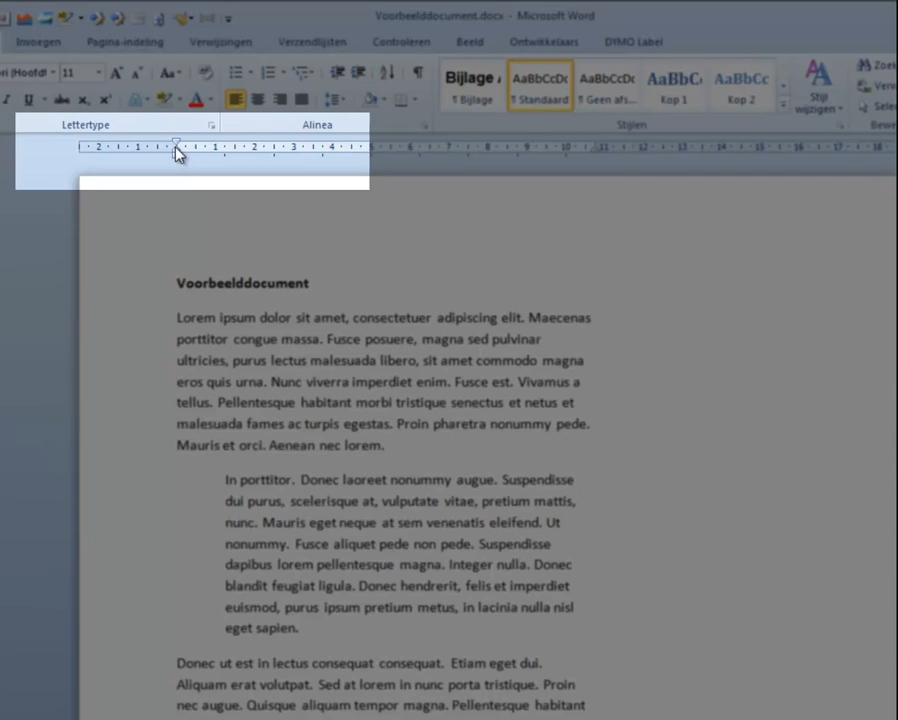 Voorbeelddocument.docx - Microsoft Word
Invoegen Pagina-indeling Verwijzingen Verzendlijsten Controleren Beeld Ontwikkelaars DYMO Label
ri (Hoofd 11 A A Aa
Bijlage AaBbCcDc AaBbCcDc AaBbC AaBbCc
¶ Bijlage ¶ Standaard ¶ Geen afs... Kop 1 Kop 2
I U abc x₂ x² A
Stijl wijzigen
Zoek
Selec
Lettertype Alinea Stijlen Bewe
2 1 1 2 3 4 5 6 7 8 9 10 11 12 13 14 15 16 17 18
Voorbeelddocument
Lorem ipsum dolor sit amet, consectetuer adipiscing elit. Maecenas
porttitor congue massa. Fusce posuere, magna sed pulvinar
ultricies, purus lectus malesuada libero, sit amet commodo magna
eros quis urna. Nunc viverra imperdiet enim. Fusce est. Vivamus a
tellus. Pellentesque habitant morbi tristique senectus et netus et
malesuada fames ac turpis egestas. Proin pharetra nonummy pede.
Mauris et orci. Aenean nec lorem.
In porttitor. Donec laoreet nonummy augue. Suspendisse
dui purus, scelerisque at, vulputate vitae, pretium mattis,
nunc. Mauris eget neque at sem venenatis eleifend. Ut
nonummy. Fusce aliquet pede non pede. Suspendisse
dapibus lorem pellentesque magna. Integer nulla. Donec
blandit feugiat ligula. Donec hendrerit, felis et imperdiet
euismod, purus ipsum pretium metus, in lacinia nulla nisl
eget sapien.
Donec ut est in lectus consequat consequat. Etiam eget dui.
Aliquam erat volutpat. Sed at lorem in nunc porta tristique. Proin
nec augue. Quisque aliquam tempor magna. Pellentesque habitant